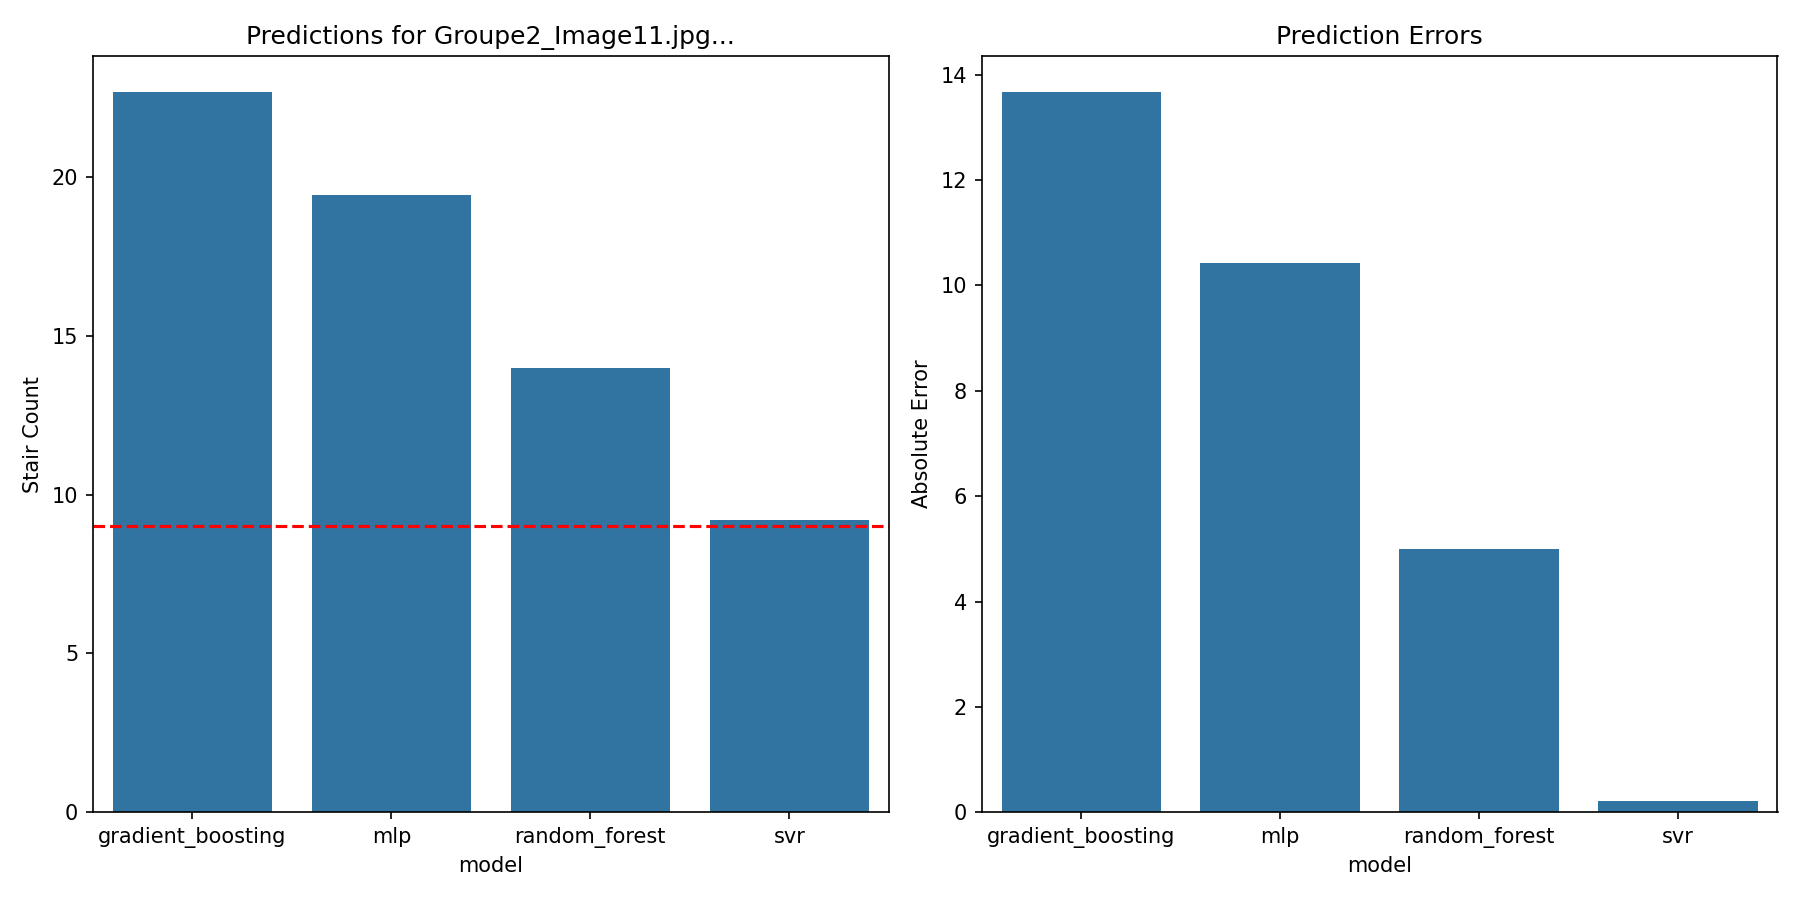 Predictions for Groupe2_Image11.jpg...
Stair Count
20
15
10
5
0
gradient_boosting mlp random_forest svr
model
Prediction Errors
Absolute Error
14
12
10
8
6
4
2
0
gradient_boosting mlp random_forest svr
model